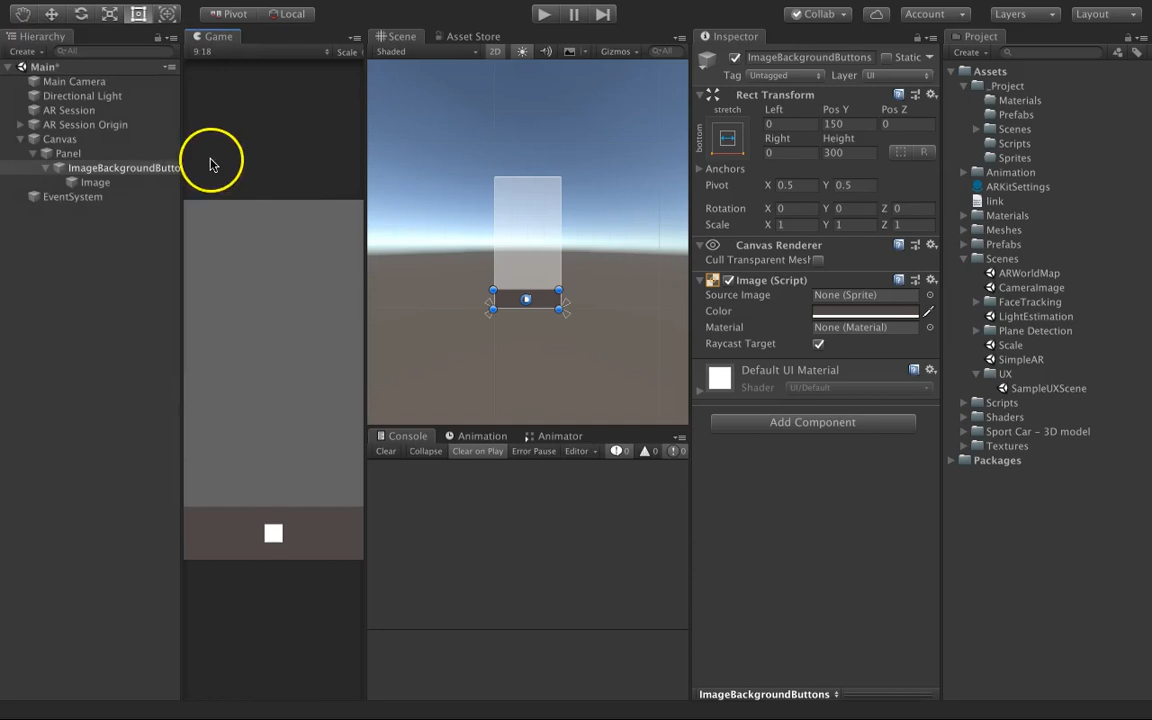 Pivot Local Collab Account Layers Layout
Hierarchy Game Scene Asset Store Inspector Project
Create All 9:18 Scale Shaded 2D Gizmos All ImageBackgroundButtons Static Create
Main* Tag Untagged Layer UI Assets
Main Camera _Project
Directional Light Rect Transform Materials
AR Session stretch Left Pos Y Pos Z Prefabs
AR Session Origin bottom 0 150 0 Scenes
Canvas Right Height Scripts
Panel 0 300 R Sprites
ImageBackgroundButto Anchors Animation
Image Pivot X 0.5 Y 0.5 ARKitSettings
EventSystem link
Rotation X 0 Y 0 Z 0 Materials
Scale X 1 Y 1 Z 1 Meshes
Canvas Renderer Prefabs
Cull Transparent Mesh Scenes
Image (Script) ARWorldMap
Source Image None (Sprite) CameraImage
Color FaceTracking
Material None (Material) LightEstimation
Raycast Target Plane Detection
Scale
Default UI Material SimpleAR
Shader UI/Default UX
SampleUXScene
Add Component Scripts
Shaders
Console Animation Animator Sport Car - 3D model
Clear Collapse Clear on Play Error Pause Editor 0 0 0 Textures
Packages
ImageBackgroundButtons